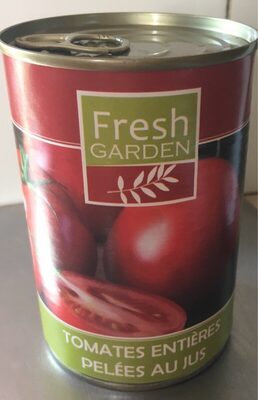 Fresh
GARDEN
TOMATES ENTIÈRES
PELÉES AU JUS